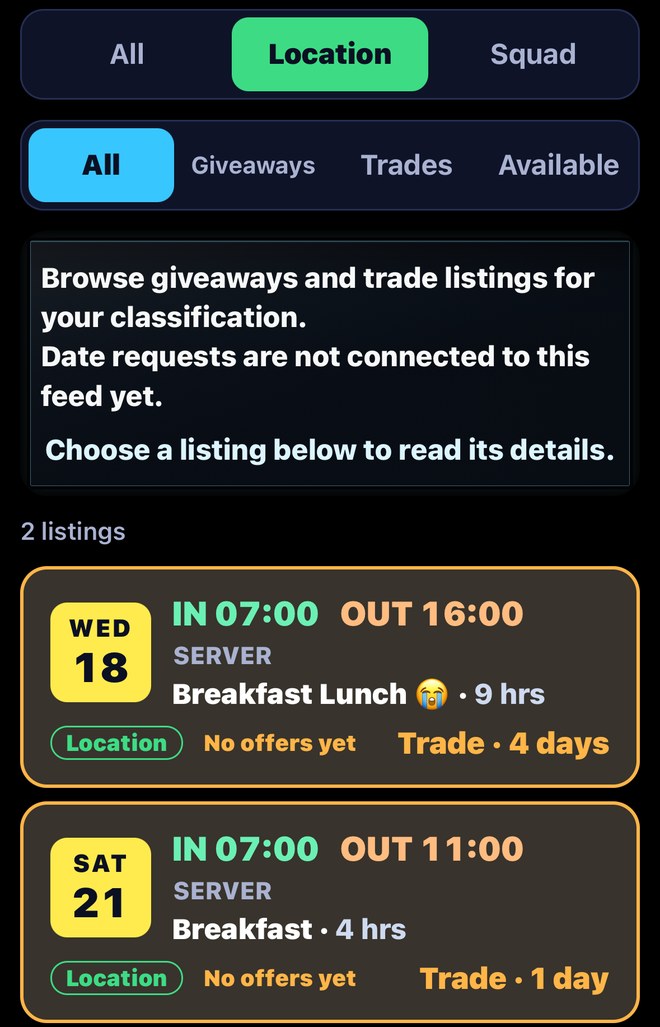 All Location Squad
All Giveaways Trades Available
Browse giveaways and trade listings for
your classification.
Date requests are not connected to this
feed yet.
Choose a listing below to read its details.
2 listings
WED
18
IN 07:00 OUT 16:00
SERVER
Breakfast Lunch 😭 · 9 hrs
Location No offers yet Trade · 4 days
SAT
21
IN 07:00 OUT 11:00
SERVER
Breakfast · 4 hrs
Location No offers yet Trade · 1 day